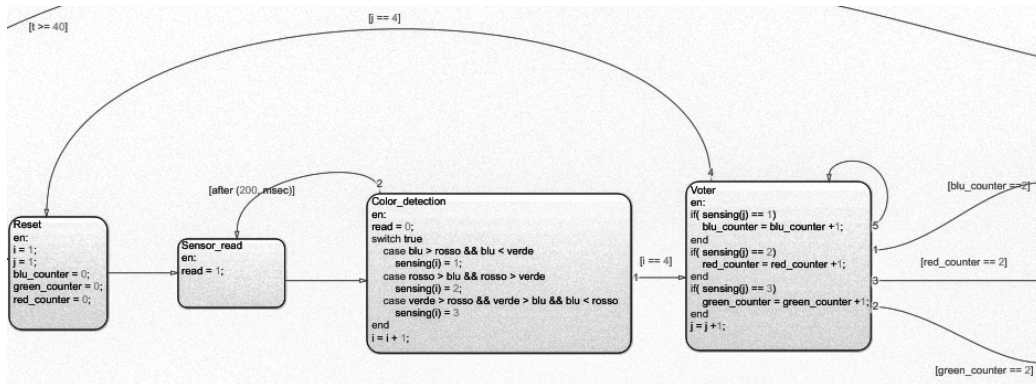 [t >= 40]
[j == 4]
Reset
en:
i = 1;
j = 1;
blu_counter = 0;
green_counter = 0;
red_counter = 0;
[after (200, msec)]
2
Sensor_read
en:
read = 1;
Color_detection
en:
read = 0;
switch true
case blu > rosso && blu < verde
sensing(i) = 1;
case rosso > blu && rosso > verde
sensing(i) = 2;
case verde > rosso && verde > blu && blu < rosso
sensing(i) = 3
end
i = i + 1;
[i == 4]
1
4
Voter
en:
if( sensing(j) == 1)
blu_counter = blu_counter +1;
end
if( sensing(j) == 2)
red_counter = red_counter +1;
end
if( sensing(j) == 3)
green_counter = green_counter +1;
end
j = j +1;
5
1
3
2
[blu_counter ==2]
[red_counter == 2]
[green_counter == 2]